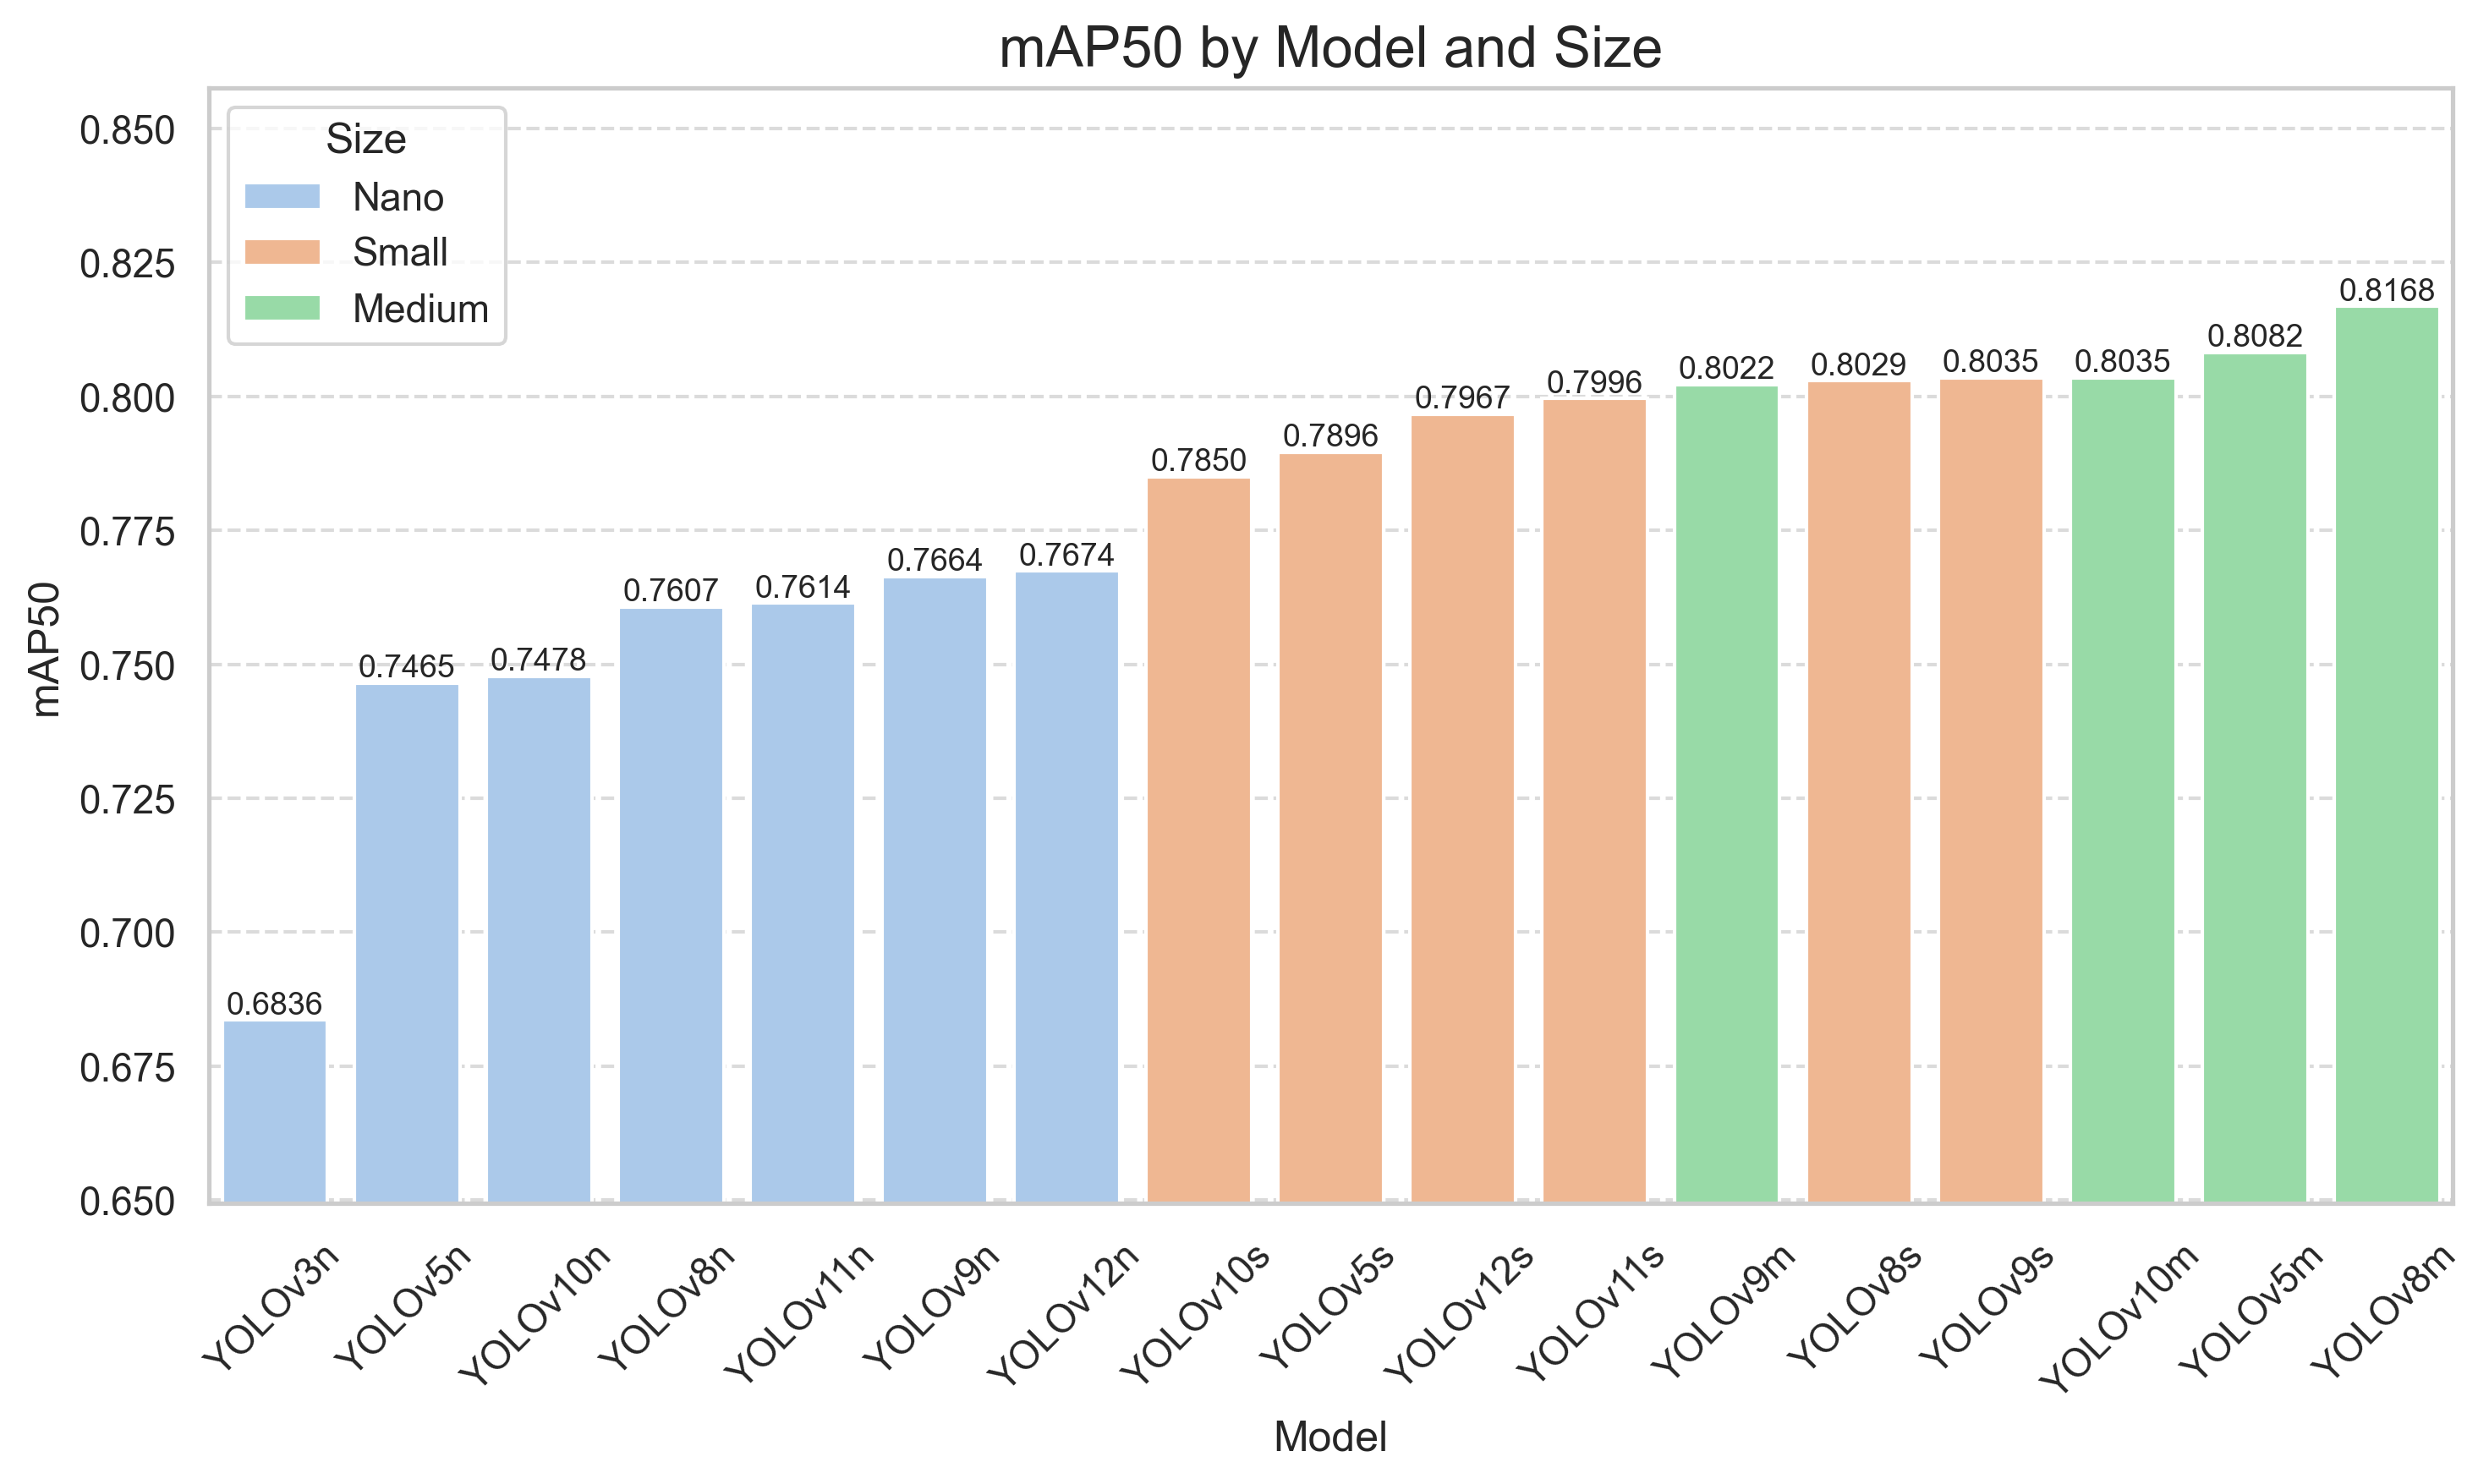 mAP50 by Model and Size
Size
Nano
Small
Medium
mAP50
0.850
0.825
0.800
0.775
0.750
0.725
0.700
0.675
0.650
0.6836
0.7465
0.7478
0.7607
0.7614
0.7664
0.7674
0.7850
0.7896
0.7967
0.7996
0.8022
0.8029
0.8035
0.8035
0.8082
0.8168
YOLOv3n
YOLOv5n
YOLOv10n
YOLOv8n
YOLOv11n
YOLOv9n
YOLOv12n
YOLOv10s
YOLOv5s
YOLOv12s
YOLOv11s
YOLOv9m
YOLOv8s
YOLOv9s
YOLOv10m
YOLOv5m
YOLOv8m
Model